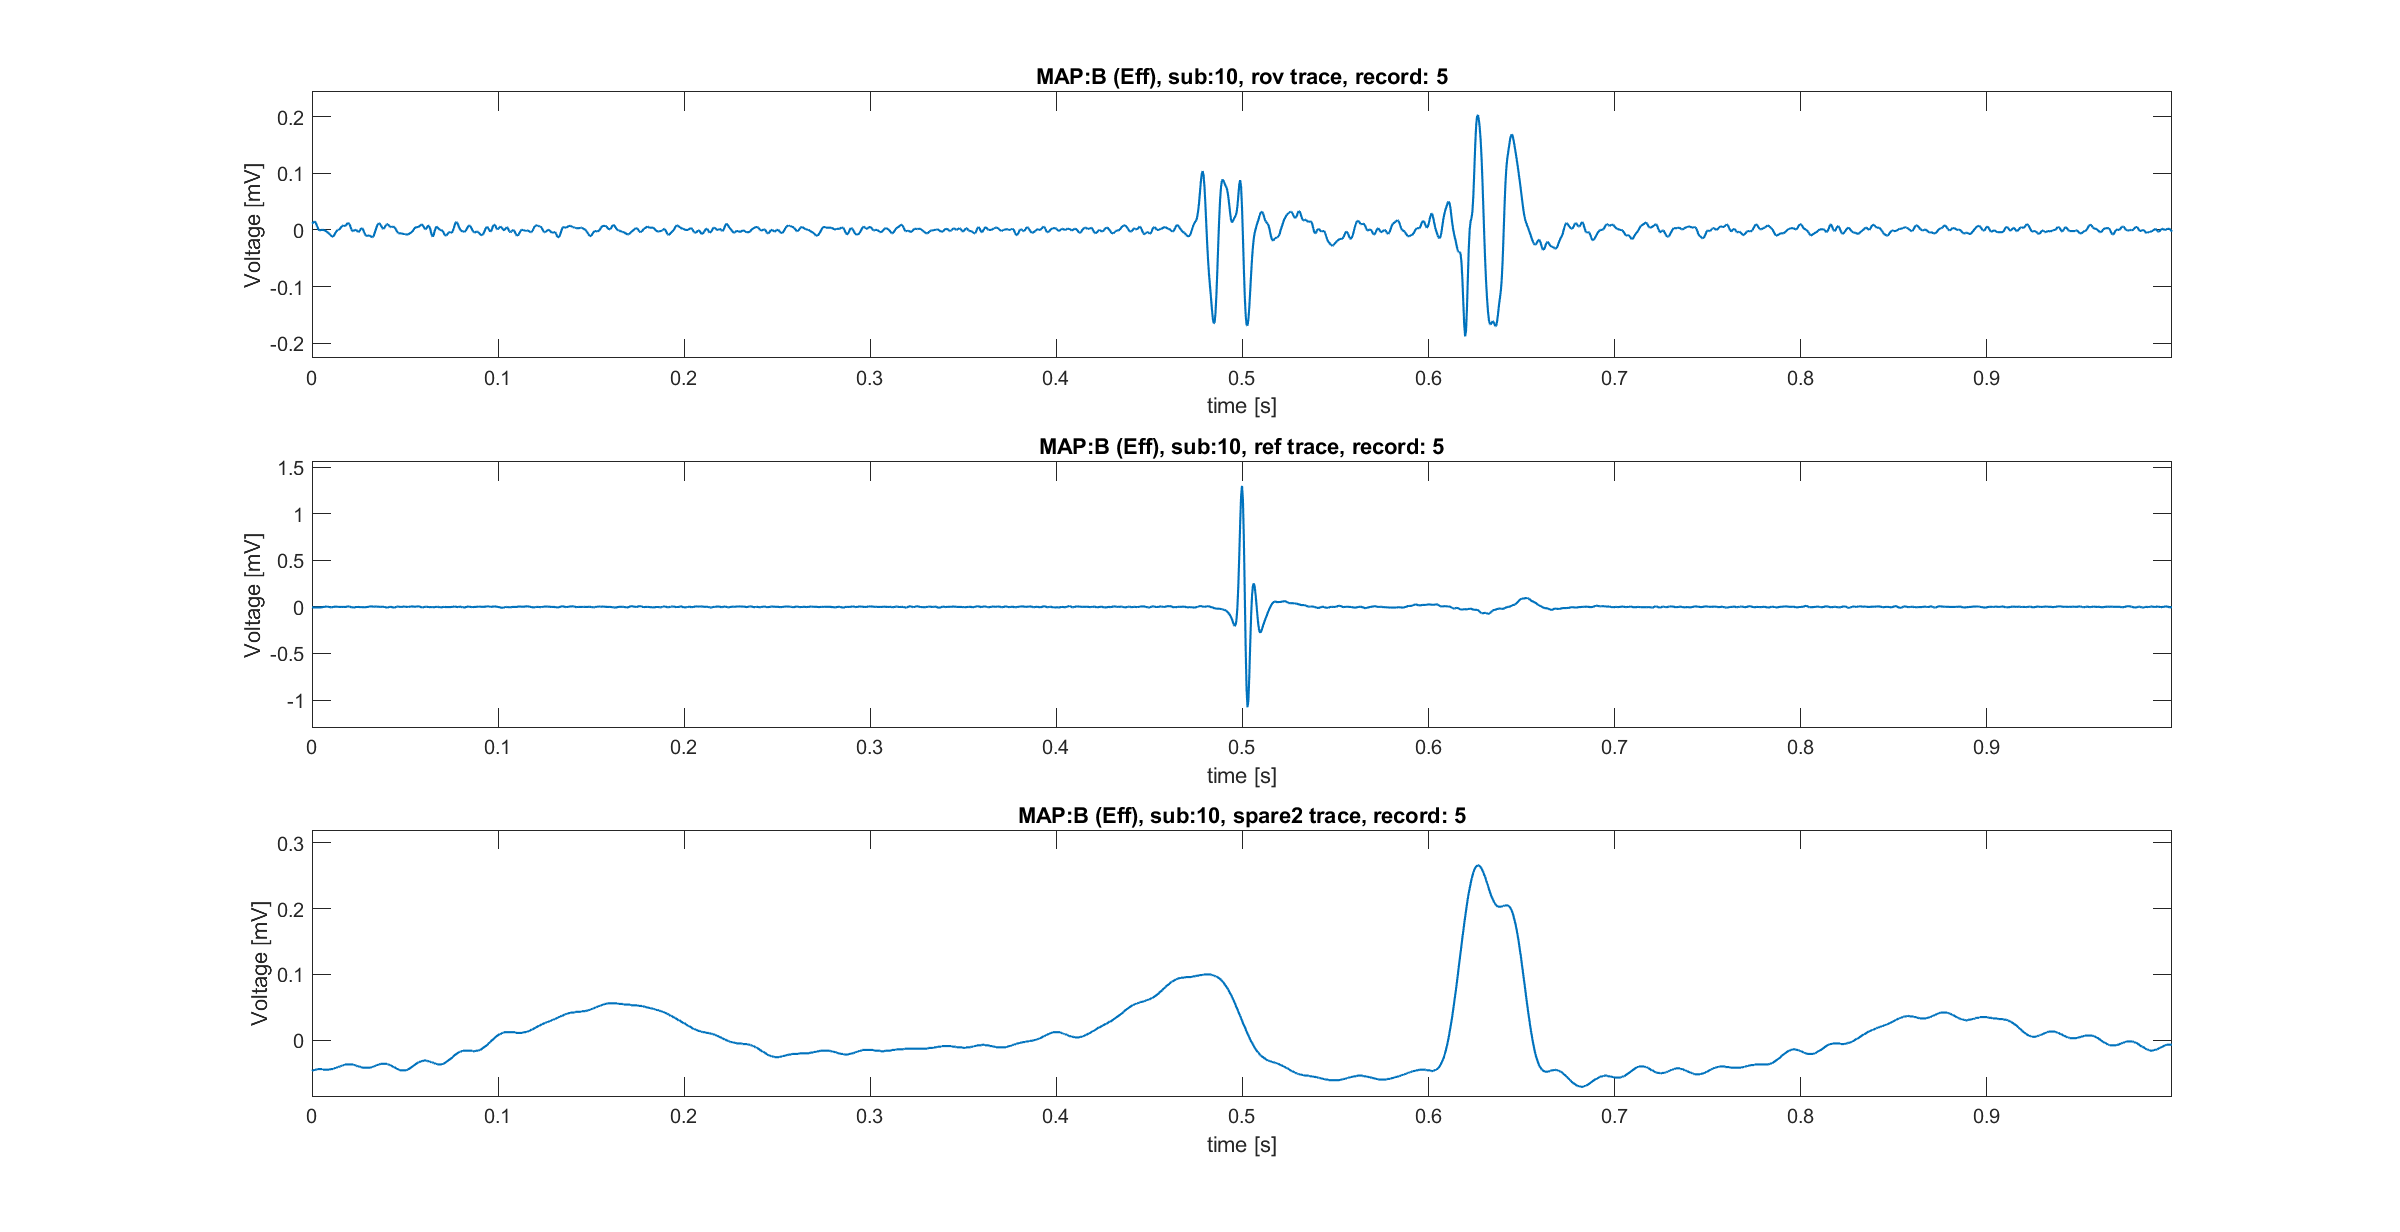 MAP:B (Eff), sub:10, rov trace, record: 5
Voltage [mV]
0.2
0.1
0
-0.1
-0.2
0 0.1 0.2 0.3 0.4 0.5 0.6 0.7 0.8 0.9
time [s]
MAP:B (Eff), sub:10, ref trace, record: 5
Voltage [mV]
1.5
1
0.5
0
-0.5
-1
0 0.1 0.2 0.3 0.4 0.5 0.6 0.7 0.8 0.9
time [s]
MAP:B (Eff), sub:10, spare2 trace, record: 5
Voltage [mV]
0.3
0.2
0.1
0
0 0.1 0.2 0.3 0.4 0.5 0.6 0.7 0.8 0.9
time [s]